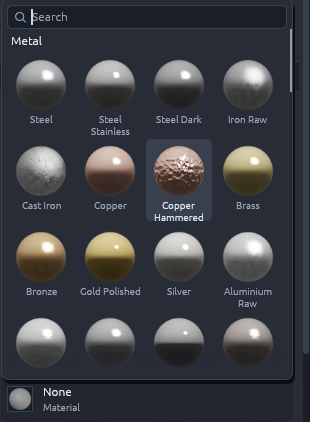 Search
Metal
Steel
Steel
Stainless
Steel Dark
Iron Raw
Cast Iron
Copper
Copper
Hammered
Brass
Bronze
Gold Polished
Silver
Aluminium
Raw
None
Material